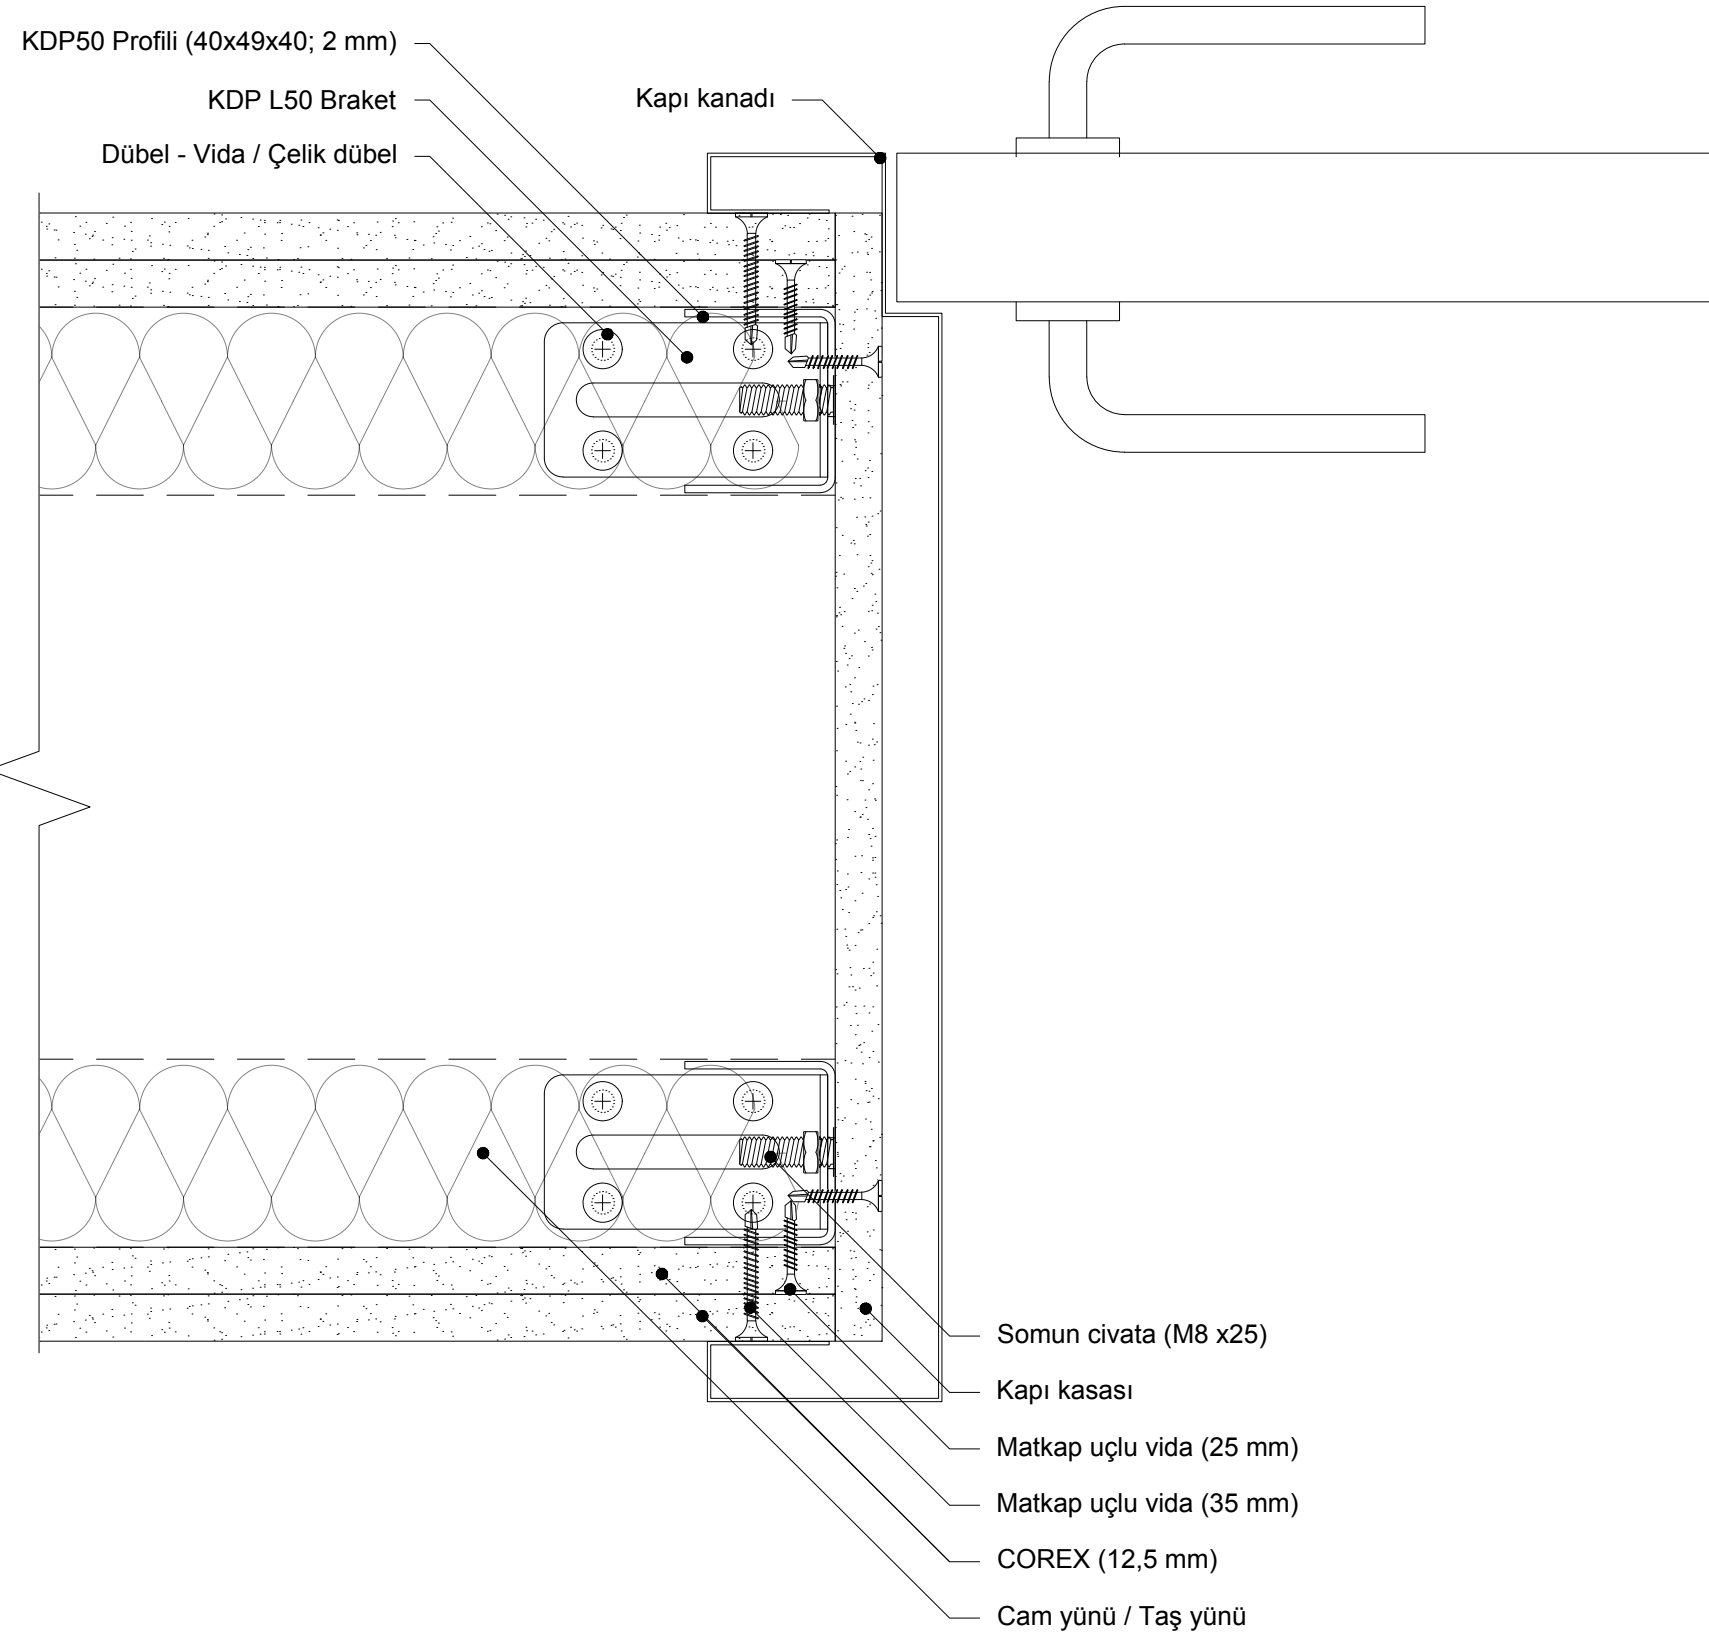 KDP50 Profili (40x49x40; 2 mm)
KDP L50 Braket
Kapı kanadı
Dübel - Vida / Çelik dübel
Somun civata (M8 x25)
Kapı kasası
Matkap uçlu vida (25 mm)
Matkap uçlu vida (35 mm)
COREX (12,5 mm)
Cam yünü / Taş yünü